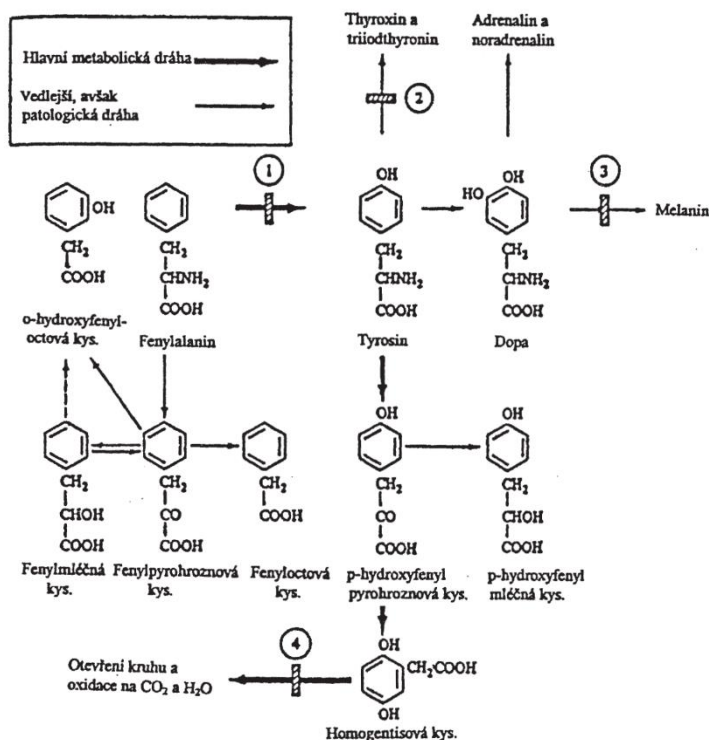 Thyroxin a
triiodthyronin
Adrenalin a
noradrenalin
Hlavní metabolická dráha
Vedlejší, avšak
patologická dráha
2
1
3
OH
OH
HO
OH
Melanin
CH₂
COOH
CH₂
CHNH₂
COOH
CH₂
CHNH₂
COOH
CH₂
CHNH₂
COOH
o-hydroxyfenyl-
octová kys.
Fenylalanin
Tyrosin
Dopa
OH
OH
CH₂
CHOH
COOH
CH₂
CO
COOH
CH₂
COOH
CH₂
CO
COOH
CH₂
CHOH
COOH
Fenylmléčná
kys.
Fenylpyrohroznová
kys.
Fenyloctová
kys.
p-hydroxyfenyl
pyrohroznová kys.
p-hydroxyfenyl
mléčná kys.
4
Otevření kruhu a
oxidace na CO₂ a H₂O
OH
CH₂COOH
OH
Homogentisová kys.